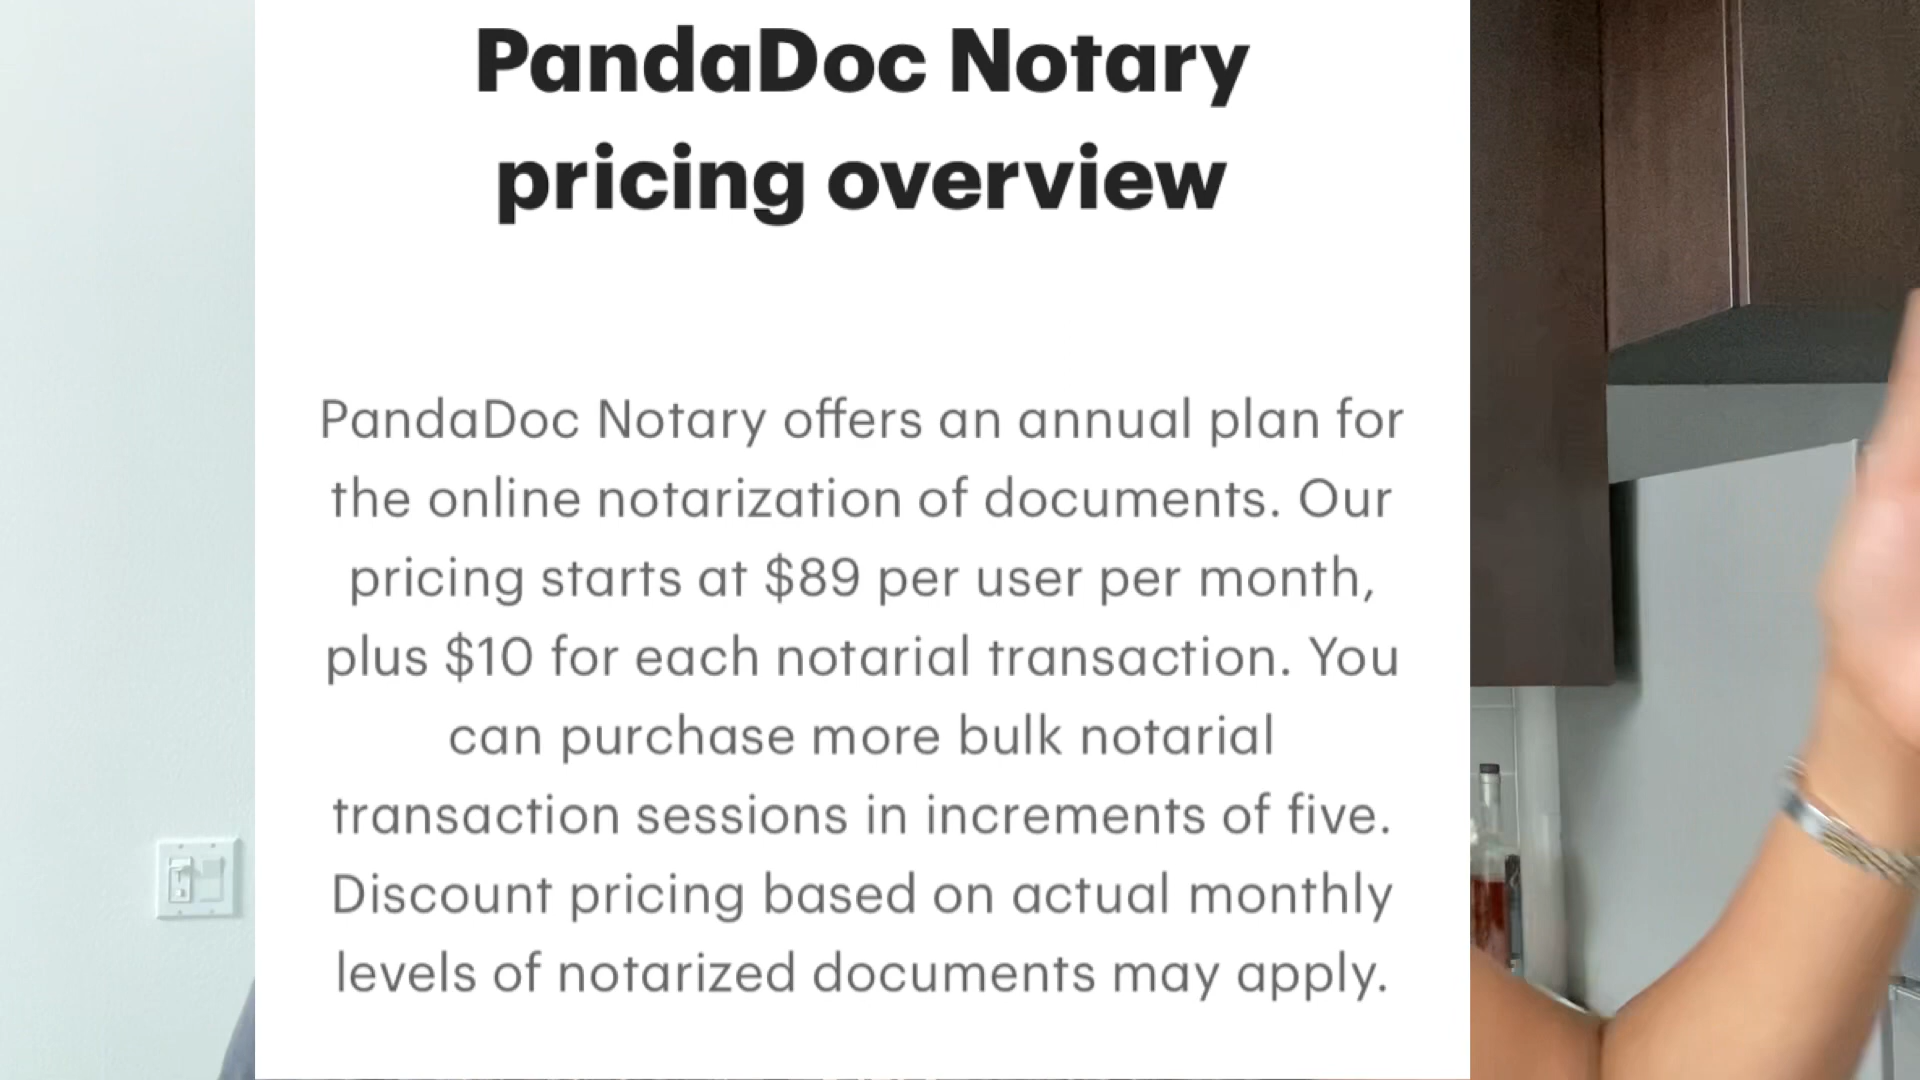 PandaDoc Notary
pricing overview
PandaDoc Notary offers an annual plan for
the online notarization of documents. Our
pricing starts at $89 per user per month,
plus $10 for each notarial transaction. You
can purchase more bulk notarial
transaction sessions in increments of five.
Discount pricing based on actual monthly
levels of notarized documents may apply.